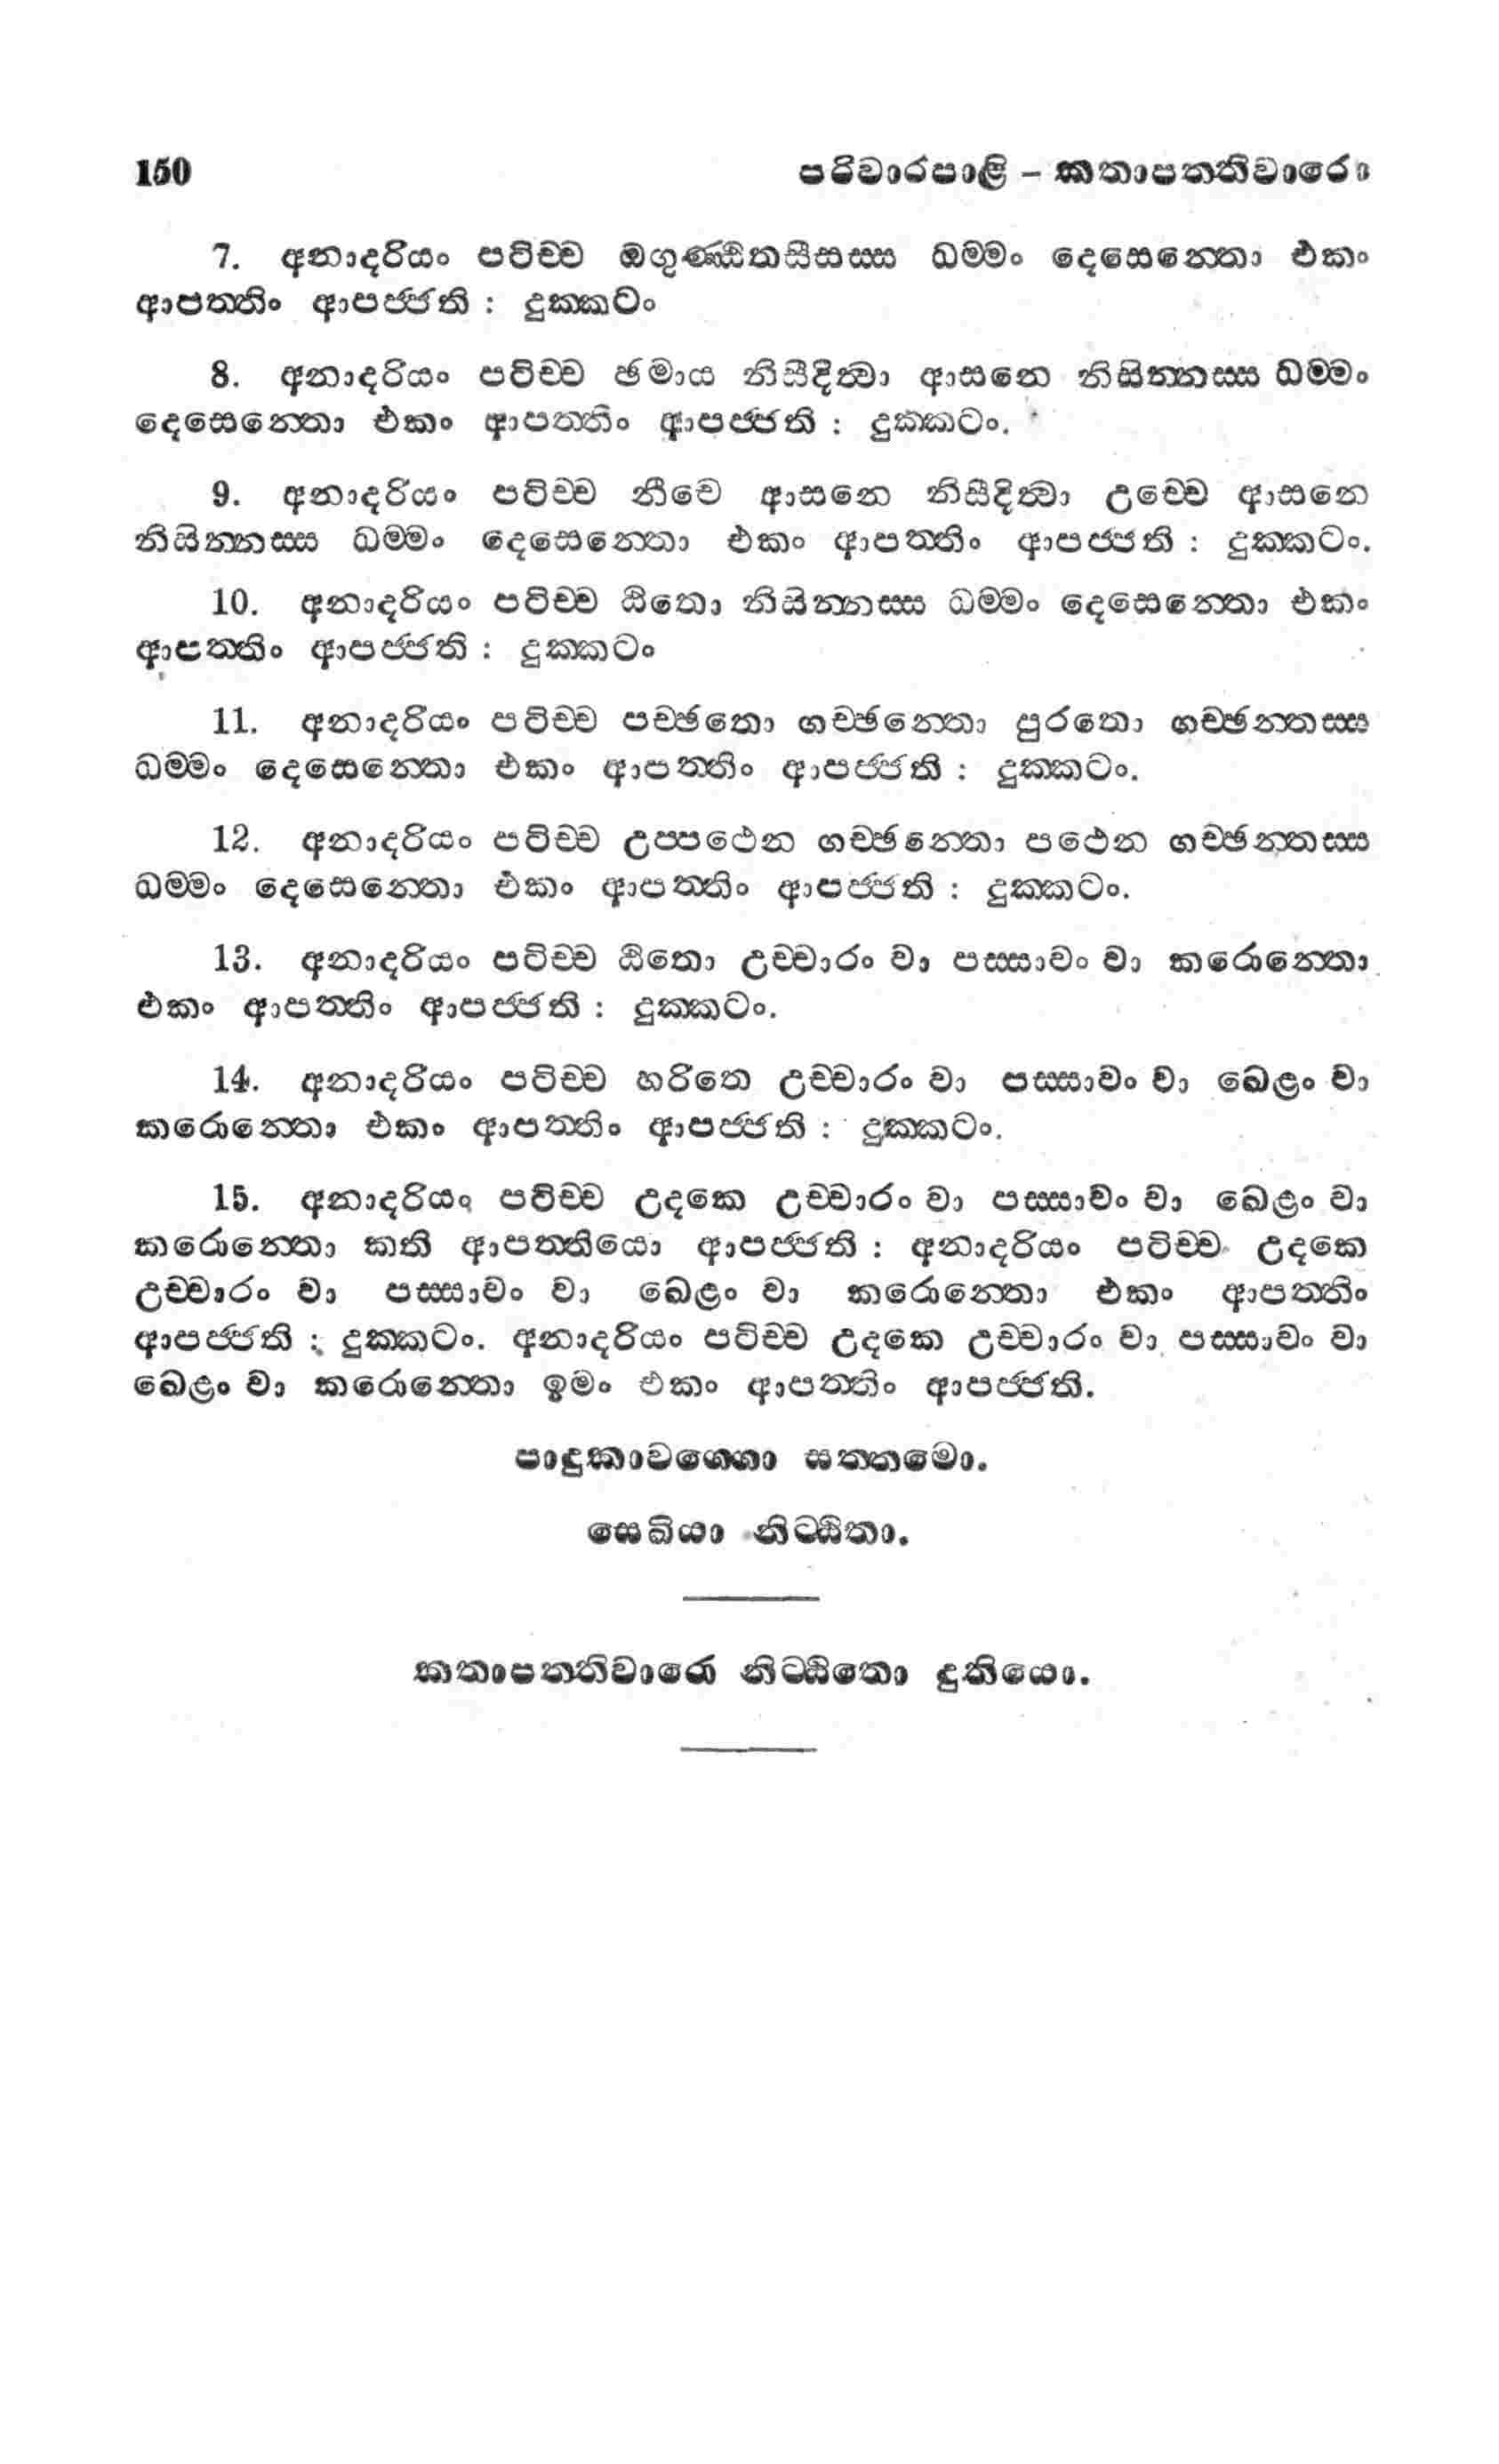 150 පරිවාරපාළි – කතාපත්තිවාරො
7. අනාදරියං පටිච්ච ඔගුණ්ඨිතසීසස්ස ධම්මං දෙසෙන්තො එකං
ආපත්තිං ආපජ්ජති : දුක්කටං
8. අනාදරියං පටිච්ච ඡමාය නිසීදිත්වා ආසනෙ නිසින්නස්ස ධම්මං
දෙසෙන්තො එකං ආපත්තිං ආපජ්ජති : දුක්කටං.
9. අනාදරියං පටිච්ච නීචෙ ආසනෙ නිසීදිත්වා උච්චෙ ආසනෙ
නිසින්නස්ස ධම්මං දෙසෙන්තො එකං ආපත්තිං ආපජ්ජති : දුක්කටං.
10. අනාදරියං පටිච්ච ඨිතො නිසින්නස්ස ධම්මං දෙසෙන්තො එකං
ආපත්තිං ආපජ්ජති : දුක්කටං
11. අනාදරියං පටිච්ච පච්ඡතො ගච්ඡන්තො පුරතො ගච්ඡන්තස්ස
ධම්මං දෙසෙන්තො එකං ආපත්තිං ආපජ්ජති : දුක්කටං.
12. අනාදරියං පටිච්ච උප්පථෙන ගච්ඡන්තො පථෙන ගච්ඡන්තස්ස
ධම්මං දෙසෙන්තො එකං ආපත්තිං ආපජ්ජති : දුක්කටං.
13. අනාදරියං පටිච්ච ඨිතො උච්චාරං වා පස්සාවං වා කරොන්තො
එකං ආපත්තිං ආපජ්ජති : දුක්කටං.
14. අනාදරියං පටිච්ච හරිතෙ උච්චාරං වා පස්සාවං වා ඛෙළං වා
කරොන්තො එකං ආපත්තිං ආපජ්ජති : දුක්කටං.
15. අනාදරියං පටිච්ච උදකෙ උච්චාරං වා පස්සාවං වා ඛෙළං වා
කරොන්තො කති ආපත්තියො ආපජ්ජති : අනාදරියං පටිච්ච උදකෙ
උච්චාරං වා පස්සාවං වා ඛෙළං වා කරොන්තො එකං ආපත්තිං
ආපජ්ජති : දුක්කටං. අනාදරියං පටිච්ච උදකෙ උච්චාරං වා පස්සාවං වා
ඛෙළං වා කරොන්තො ඉමං එකං ආපත්තිං ආපජ්ජති.
පාදුකාවග්ගො සත්තමො.
සෙඛියා නිට්ඨිතා.
කතාපත්තිවාරො නිට්ඨිතො දුතියො.